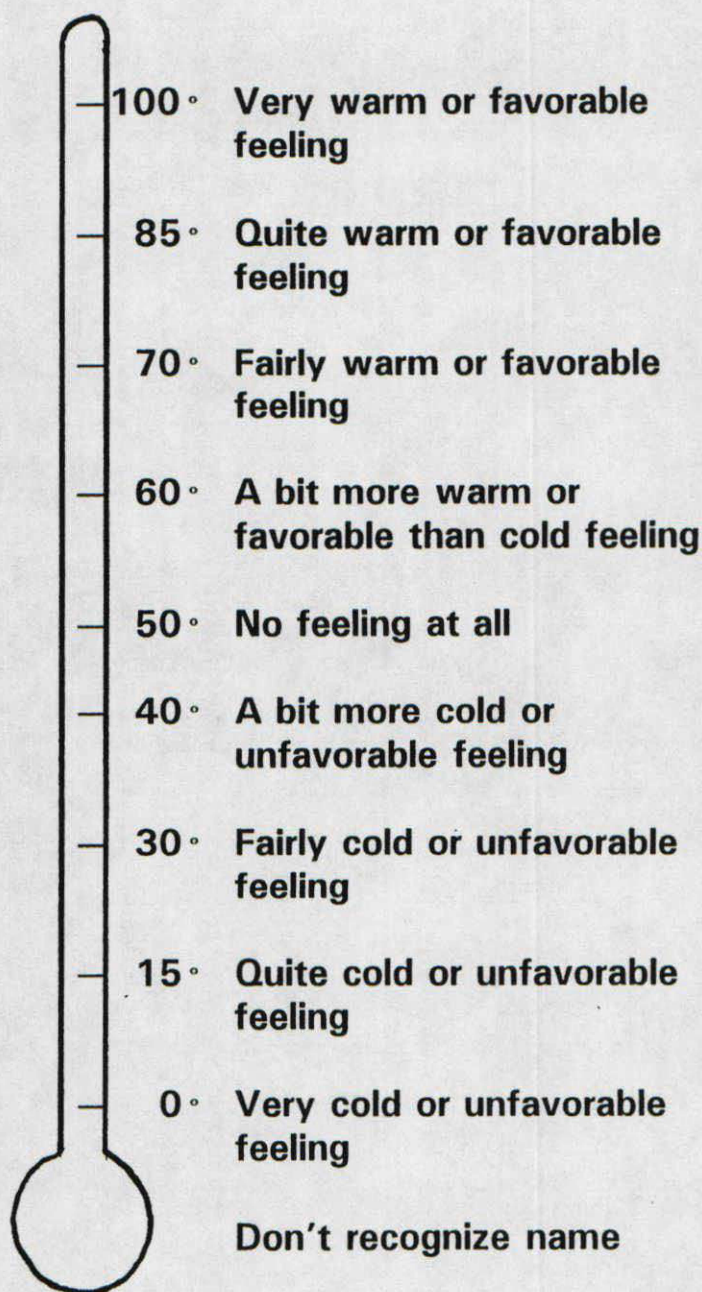 100° Very warm or favorable
feeling
85° Quite warm or favorable
feeling
70° Fairly warm or favorable
feeling
60° A bit more warm or
favorable than cold feeling
50° No feeling at all
40° A bit more cold or
unfavorable feeling
30° Fairly cold or unfavorable
feeling
15° Quite cold or unfavorable
feeling
0° Very cold or unfavorable
feeling
Don't recognize name